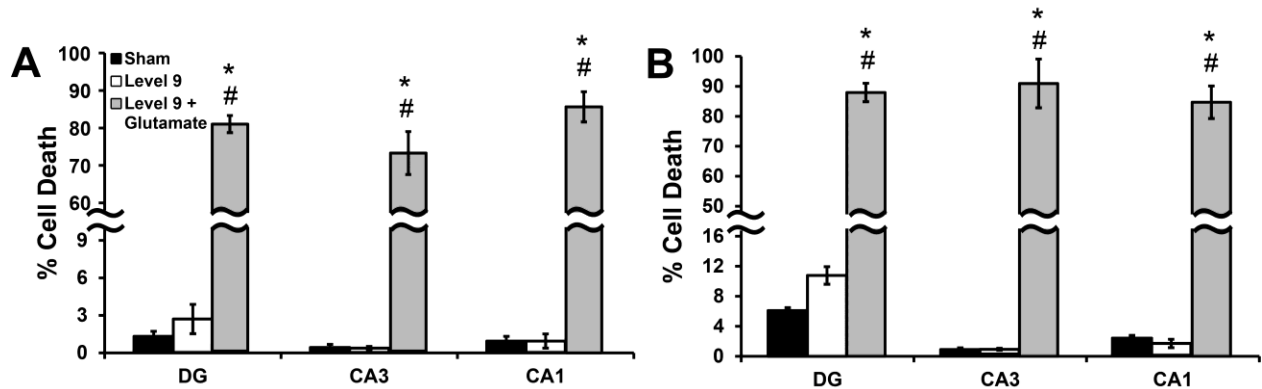 A
% Cell Death
100
90
80
70
60
9
6
3
0
Sham
Level 9
Level 9 +
Glutamate
*
#
*
#
*
#
DG
CA3
CA1
B
% Cell Death
100
90
80
70
60
50
16
12
8
4
0
*
#
*
#
*
#
DG
CA3
CA1